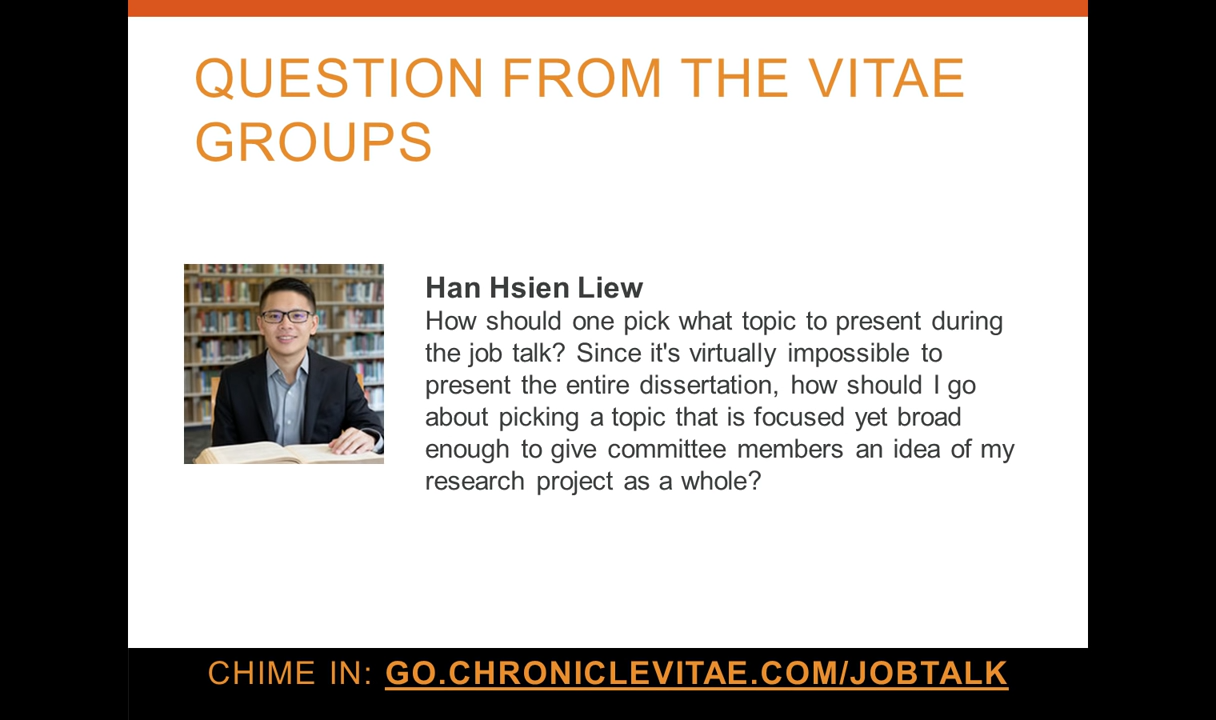 QUESTION FROM THE VITAE
GROUPS
Han Hsien Liew
How should one pick what topic to present during
the job talk? Since it's virtually impossible to
present the entire dissertation, how should I go
about picking a topic that is focused yet broad
enough to give committee members an idea of my
research project as a whole?
CHIME IN: GO.CHRONICLEVITAE.COM/JOBTALK